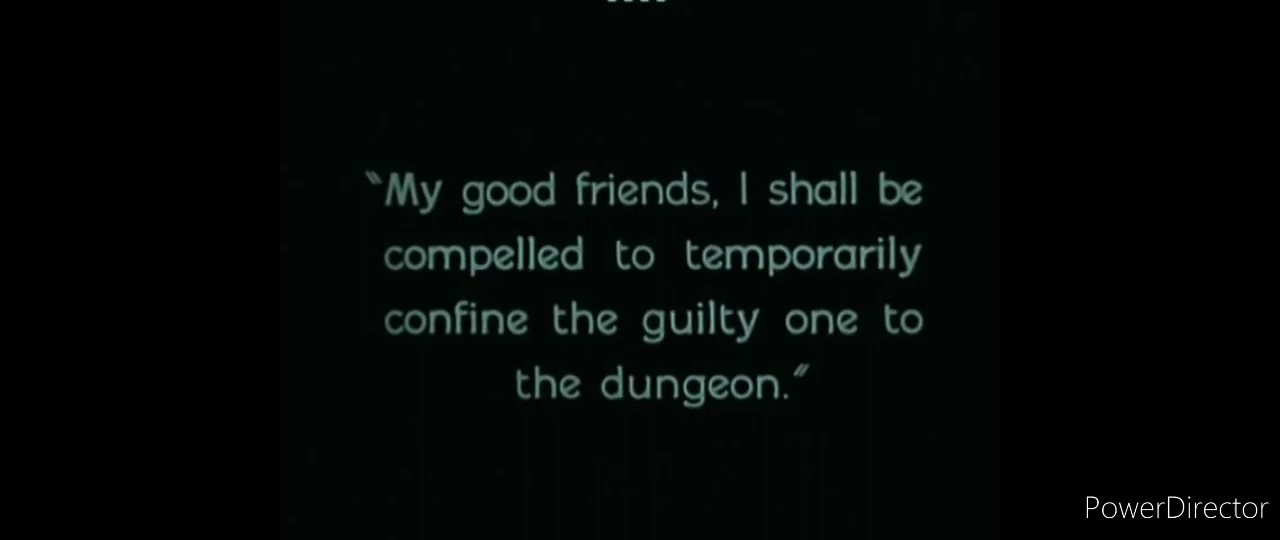 "My good friends, I shall be
compelled to temporarily
confine the guilty one to
the dungeon."
PowerDirector